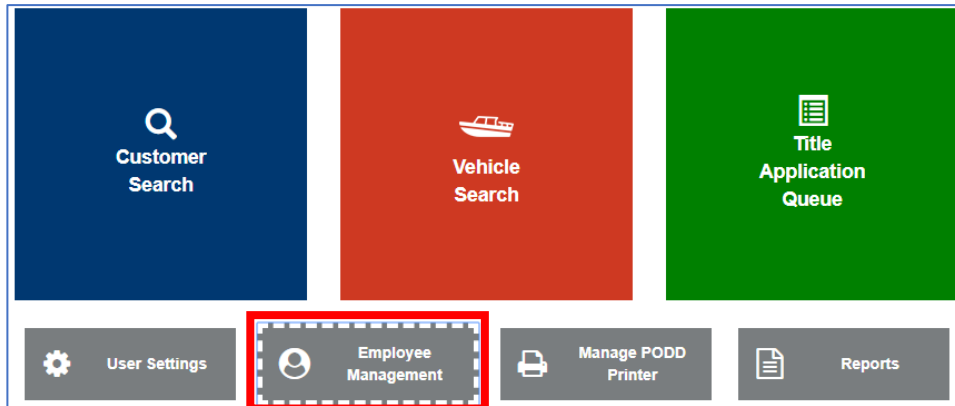 Customer
Search
Vehicle
Search
Title
Application
Queue
User Settings
Employee
Management
Manage PODD
Printer
Reports